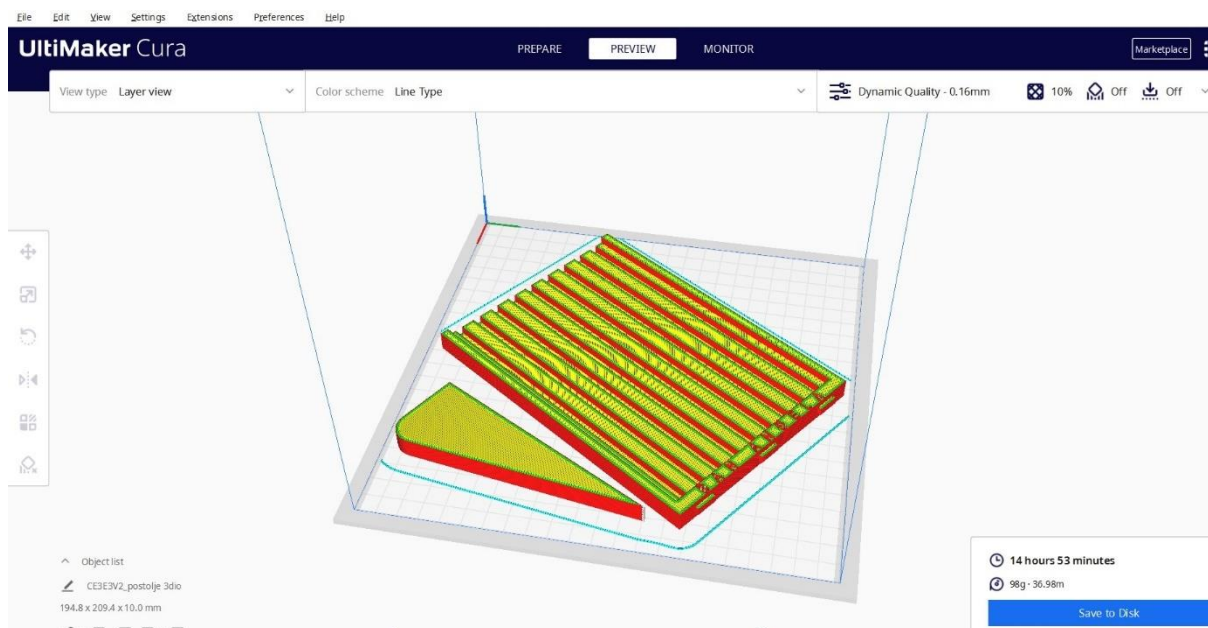 File Edit View Settings Extensions Preferences Help
UltiMaker Cura PREPARE PREVIEW MONITOR Marketplace
View type Layer view Color scheme Line Type Dynamic Quality - 0.16mm 10% Off Off
Object list
CE3E3V2_postolje 3dio
194.8 x 209.4 x 10.0 mm
14 hours 53 minutes
98g · 36.98m
Save to Disk